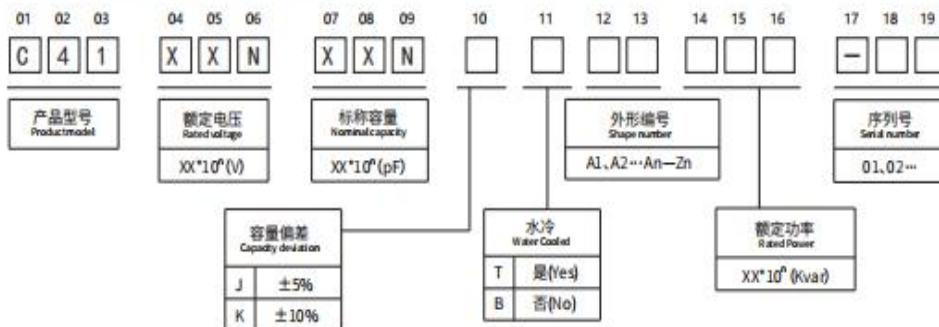 01 02 03 04 05 06 07 08 09 10 11 12 13 14 15 16 17 18 19
C 4 1 X X N X X N —
产品型号
Productmodel
额定电压
Rated voltage
XX*10ⁿ(V)
标称容量
Nominal capacity
XX*10ⁿ(pF)
外形编号
Shape number
A1、A2…An—Zn
序列号
Serial number
01、02…
容量偏差
Capacity deviation
J ±5%
K ±10%
水冷
Water Cooled
T 是(Yes)
B 否(No)
额定功率
Rated Power
XX*10ⁿ(Kvar)